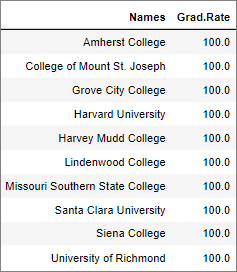 Names Grad.Rate
Amherst College 100.0
College of Mount St. Joseph 100.0
Grove City College 100.0
Harvard University 100.0
Harvey Mudd College 100.0
Lindenwood College 100.0
Missouri Southern State College 100.0
Santa Clara University 100.0
Siena College 100.0
University of Richmond 100.0